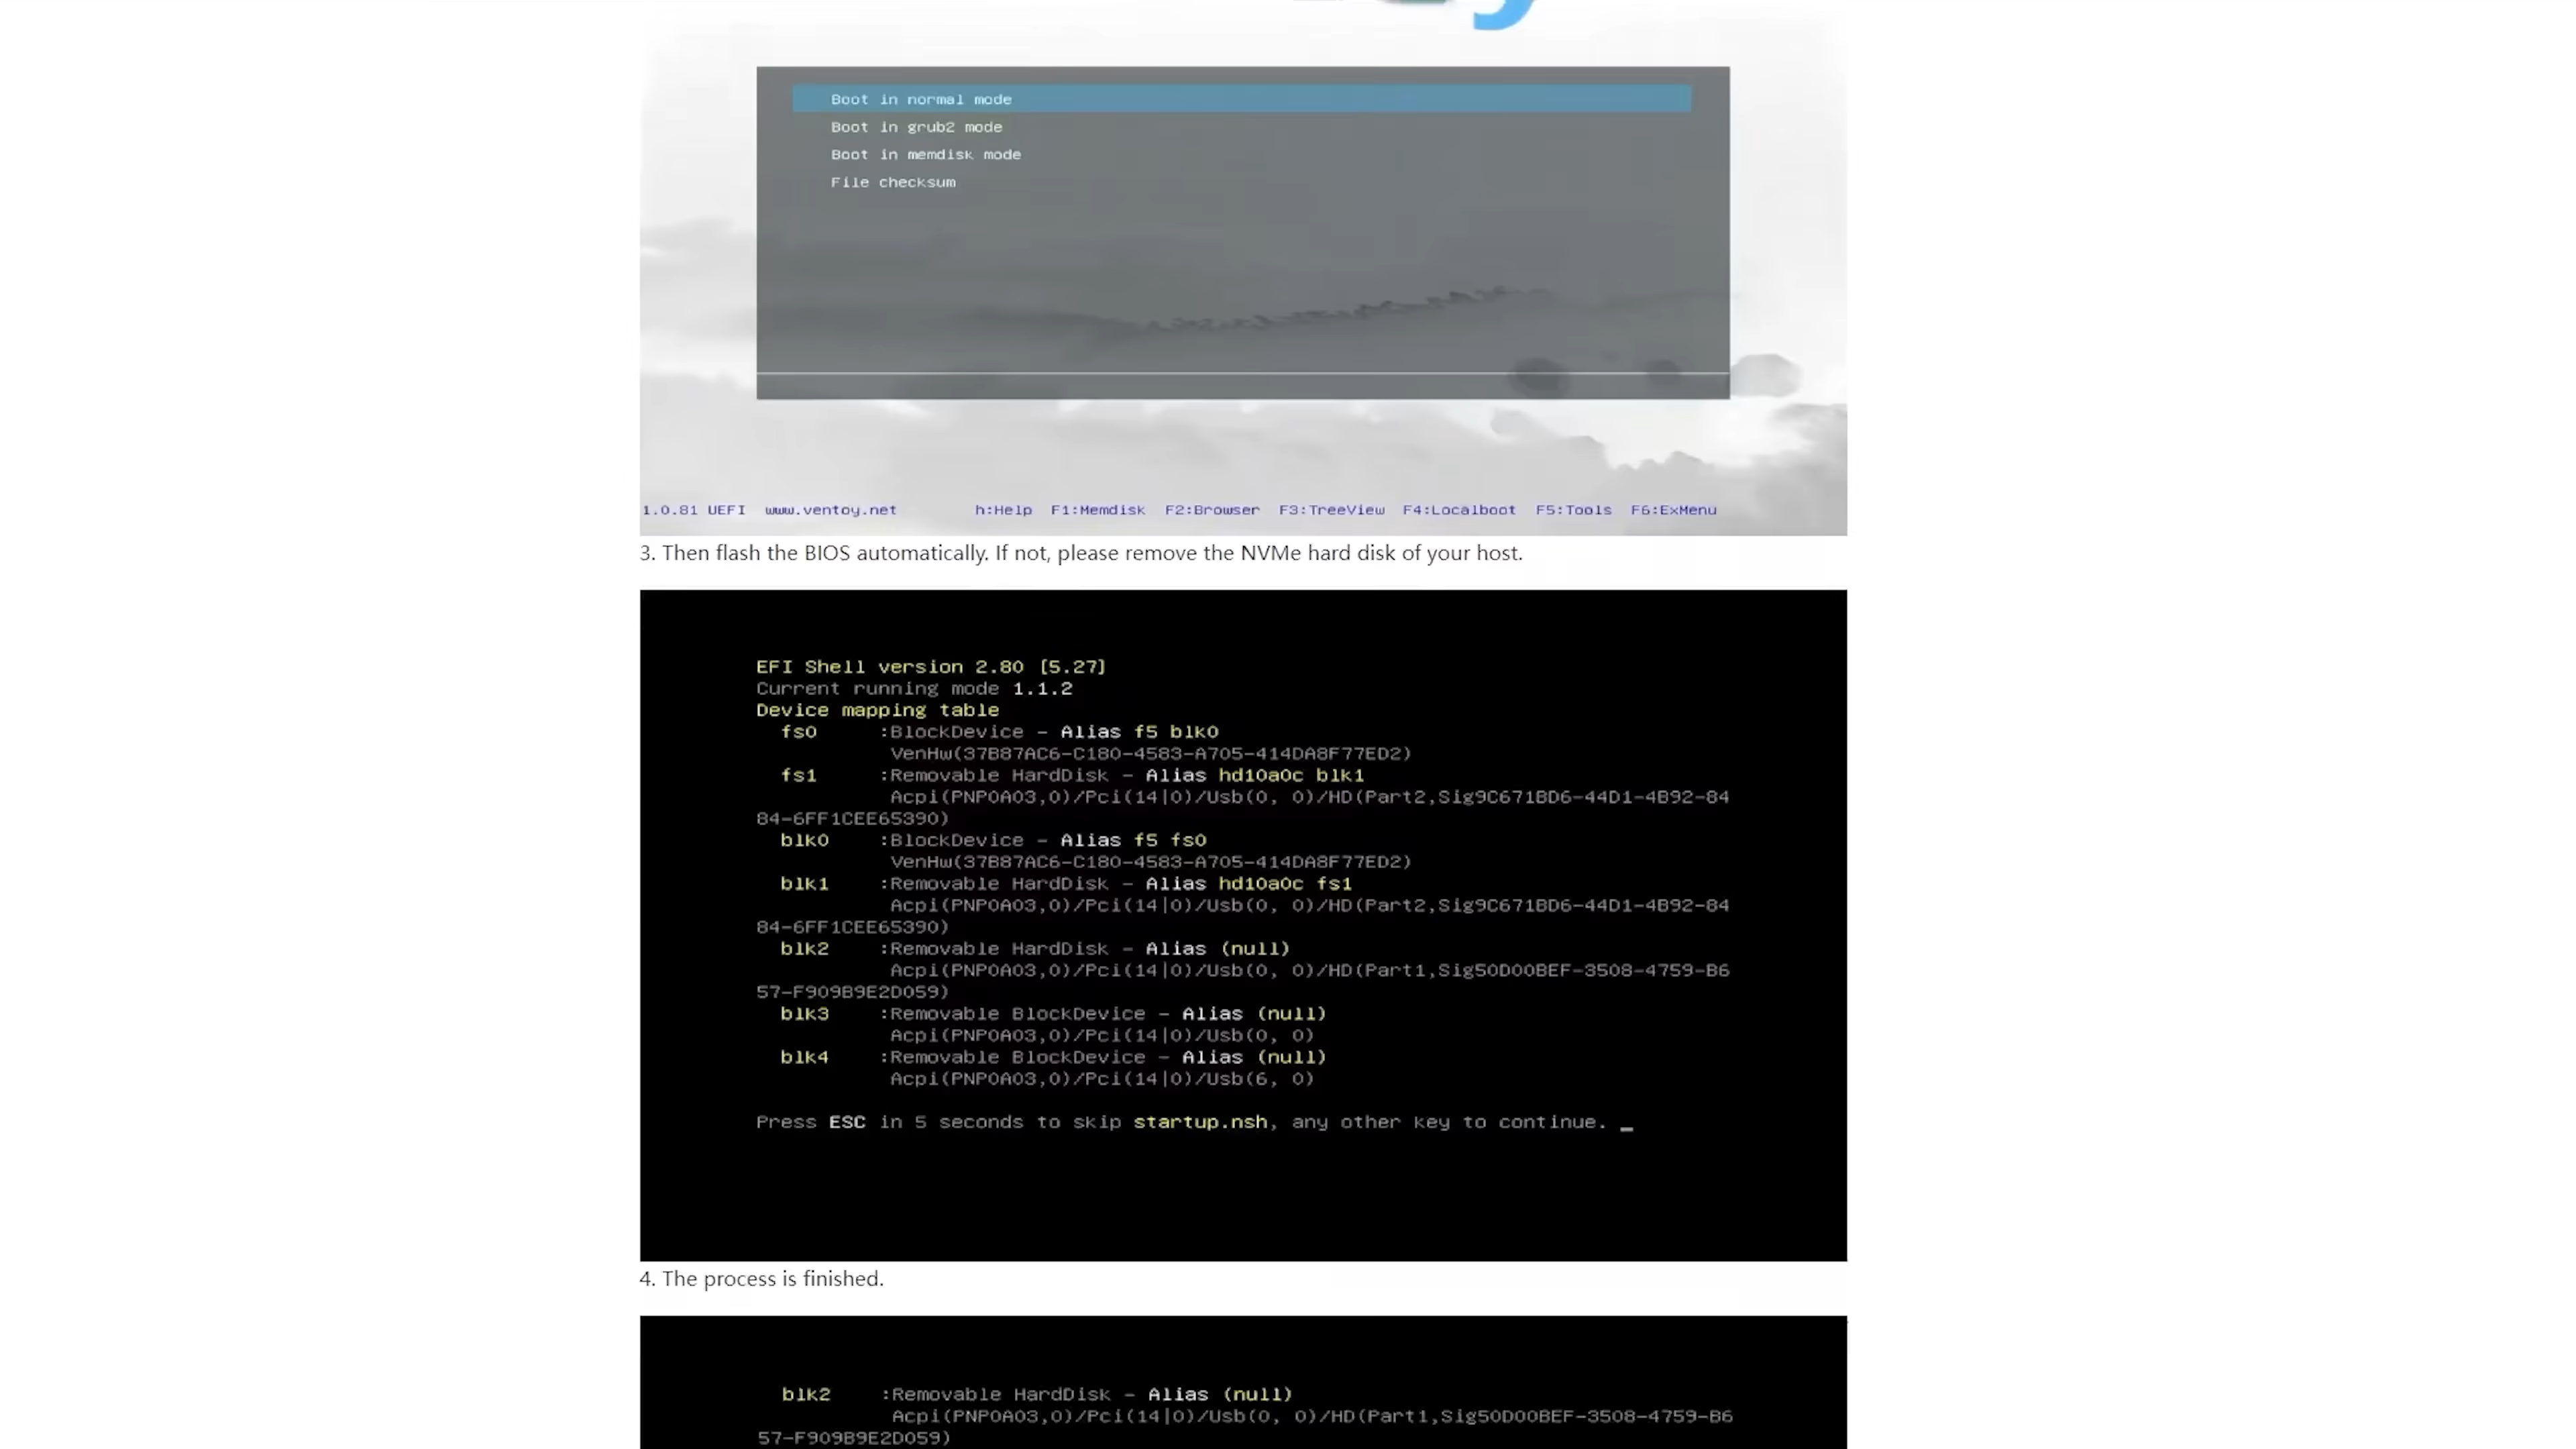 Boot in normal mode
Boot in grub2 mode
Boot in memdisk mode
File checksum
1.0.81 UEFI www.ventoy.net h:Help F1:Memdisk F2:Browser F3:TreeView F4:Localboot F5:Tools F6:ExMenu
3. Then flash the BIOS automatically. If not, please remove the NVMe hard disk of your host.
EFI Shell version 2.80 [5.27]
Current running mode 1.1.2
Device mapping table
fs0 :BlockDevice - Alias f5 blk0
VenHw(37B87AC6-C180-4583-A705-414DA8F77ED2)
fs1 :Removable HardDisk - Alias hd10a0c blk1
Acpi(PNP0A03,0)/Pci(14|0)/Usb(0, 0)/HD(Part2,Sig9C671BD6-44D1-4B92-84
84-6FF1CEE65390)
blk0 :BlockDevice - Alias f5 fs0
VenHw(37B87AC6-C180-4583-A705-414DA8F77ED2)
blk1 :Removable HardDisk - Alias hd10a0c fs1
Acpi(PNP0A03,0)/Pci(14|0)/Usb(0, 0)/HD(Part2,Sig9C671BD6-44D1-4B92-84
84-6FF1CEE65390)
blk2 :Removable HardDisk - Alias (null)
Acpi(PNP0A03,0)/Pci(14|0)/Usb(0, 0)/HD(Part1,Sig50D00BEF-3508-4759-B6
57-F909B9E2D059)
blk3 :Removable BlockDevice - Alias (null)
Acpi(PNP0A03,0)/Pci(14|0)/Usb(0, 0)
blk4 :Removable BlockDevice - Alias (null)
Acpi(PNP0A03,0)/Pci(14|0)/Usb(6, 0)
Press ESC in 5 seconds to skip startup.nsh, any other key to continue. _
4. The process is finished.
blk2 :Removable HardDisk - Alias (null)
Acpi(PNP0A03,0)/Pci(14|0)/Usb(0, 0)/HD(Part1,Sig50D00BEF-3508-4759-B6
57-F909B9E2D059)